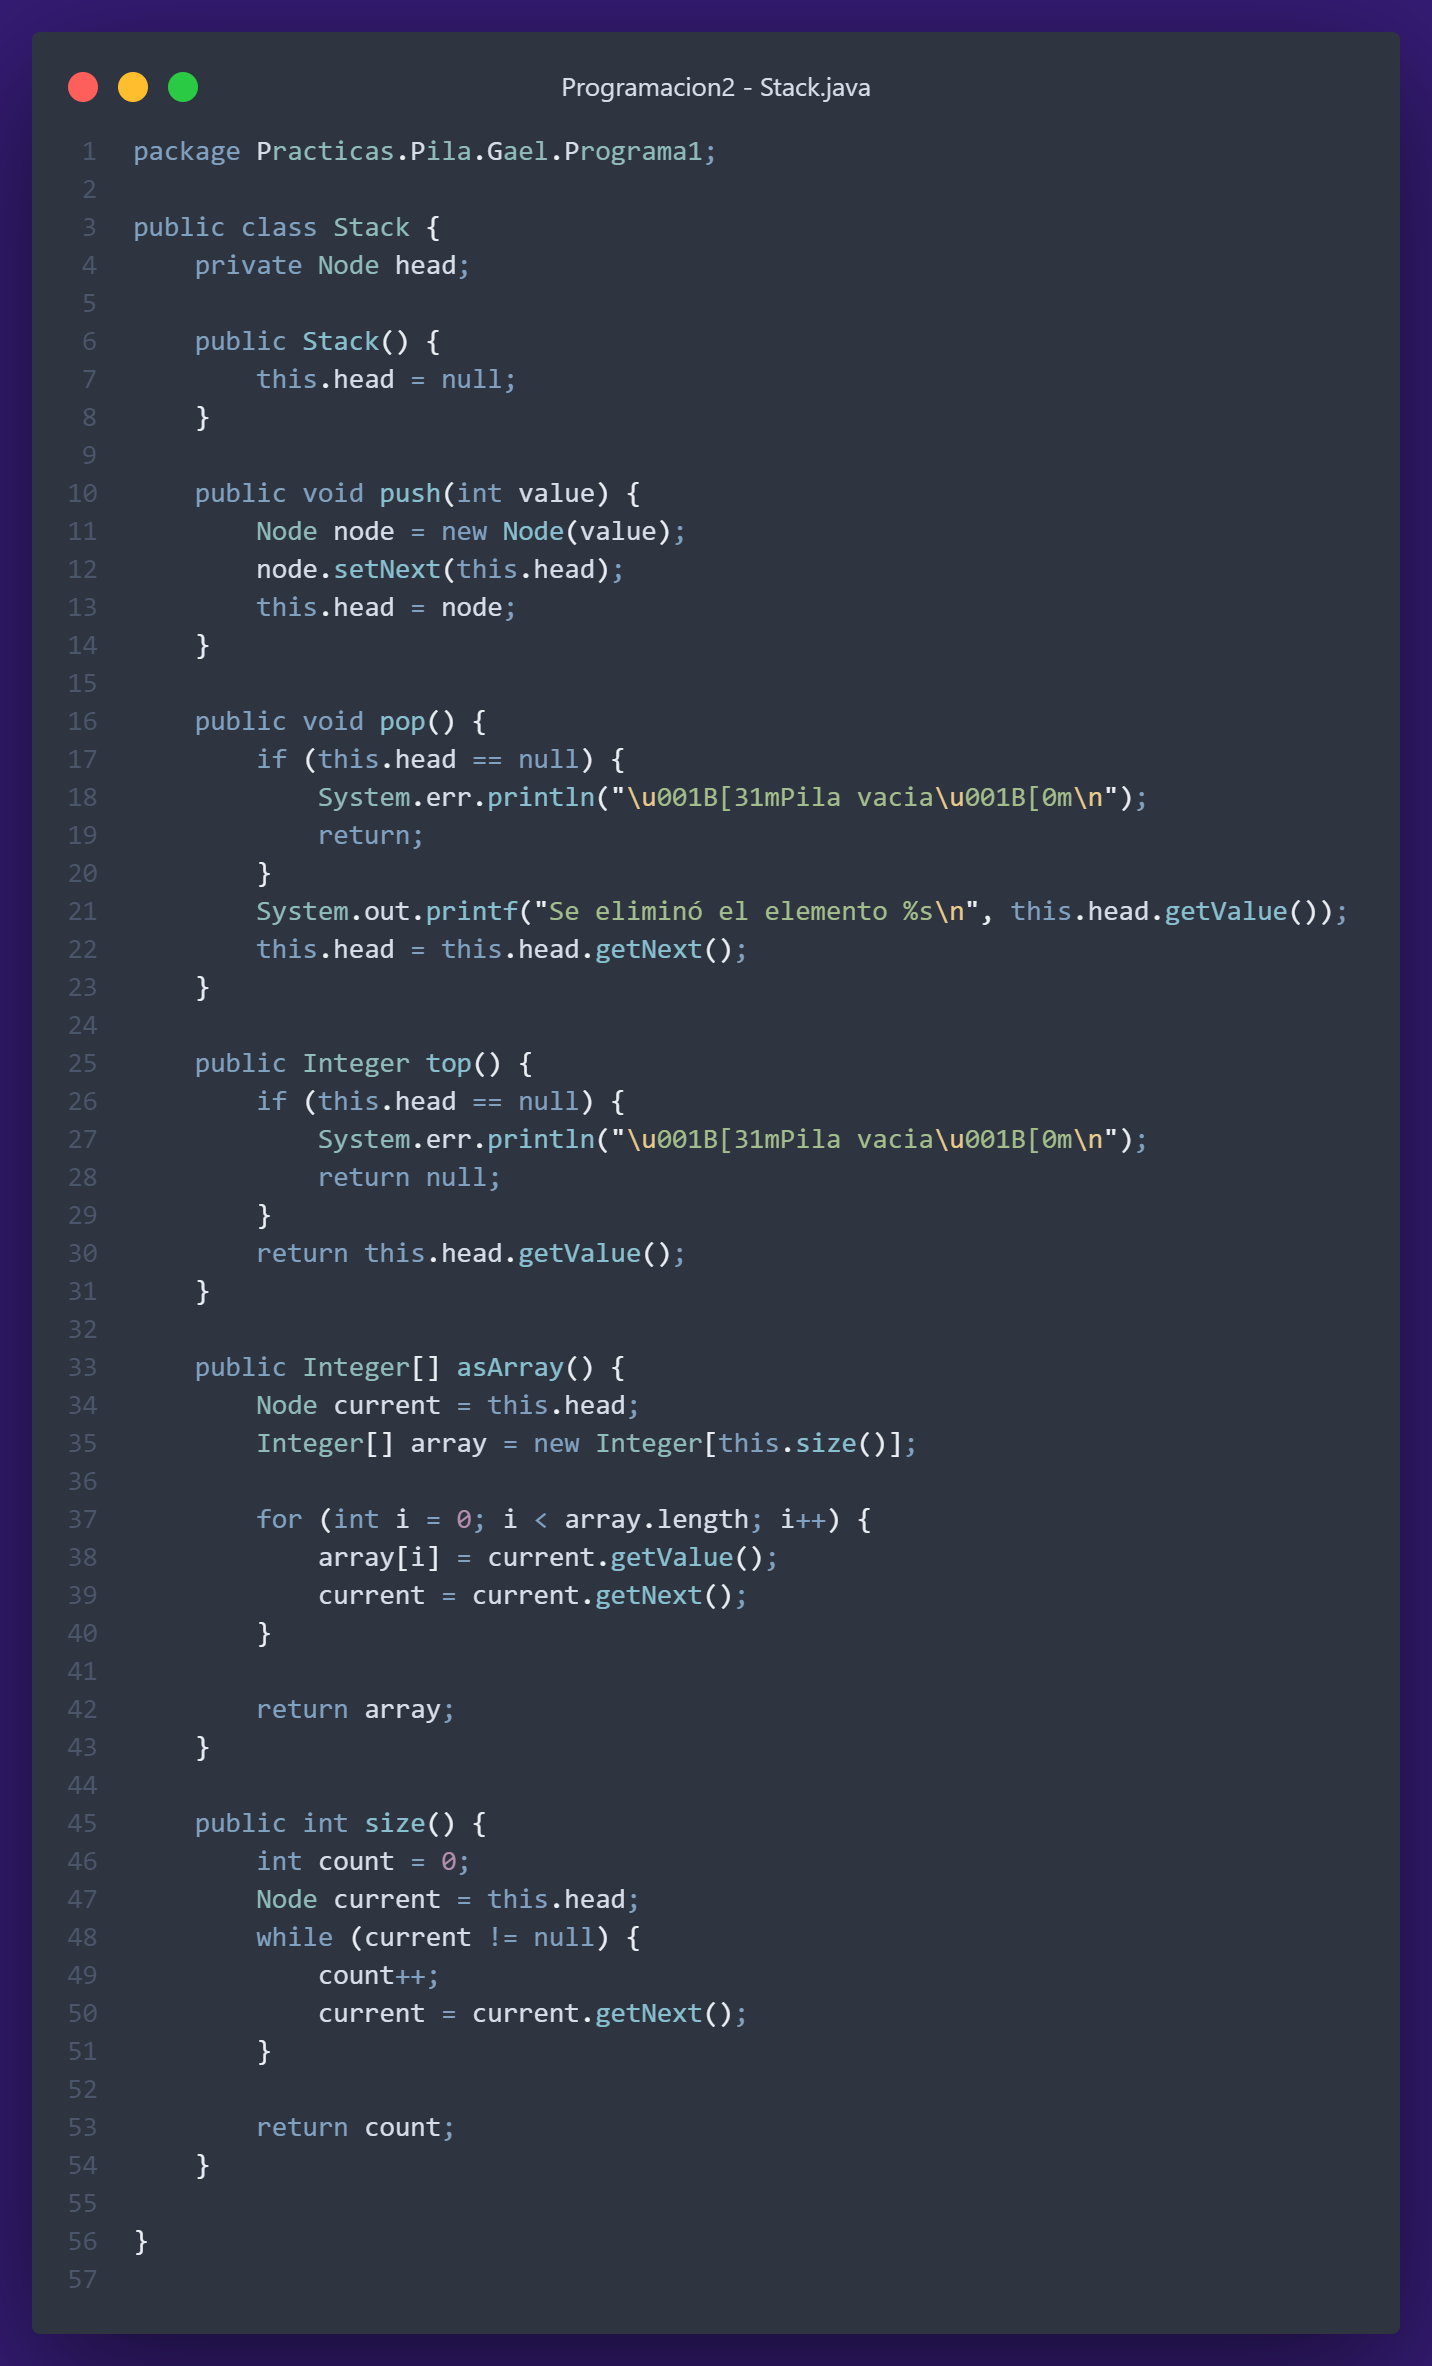 Programacion2 - Stack.java
1 package Practicas.Pila.Gael.Programa1;
2
3 public class Stack {
4     private Node head;
5
6     public Stack() {
7         this.head = null;
8     }
9
10     public void push(int value) {
11         Node node = new Node(value);
12         node.setNext(this.head);
13         this.head = node;
14     }
15
16     public void pop() {
17         if (this.head == null) {
18             System.err.println("\u001B[31mPila vacia\u001B[0m\n");
19             return;
20         }
21         System.out.printf("Se eliminó el elemento %s\n", this.head.getValue());
22         this.head = this.head.getNext();
23     }
24
25     public Integer top() {
26         if (this.head == null) {
27             System.err.println("\u001B[31mPila vacia\u001B[0m\n");
28             return null;
29         }
30         return this.head.getValue();
31     }
32
33     public Integer[] asArray() {
34         Node current = this.head;
35         Integer[] array = new Integer[this.size()];
36
37         for (int i = 0; i < array.length; i++) {
38             array[i] = current.getValue();
39             current = current.getNext();
40         }
41
42         return array;
43     }
44
45     public int size() {
46         int count = 0;
47         Node current = this.head;
48         while (current != null) {
49             count++;
50             current = current.getNext();
51         }
52
53         return count;
54     }
55
56 }
57